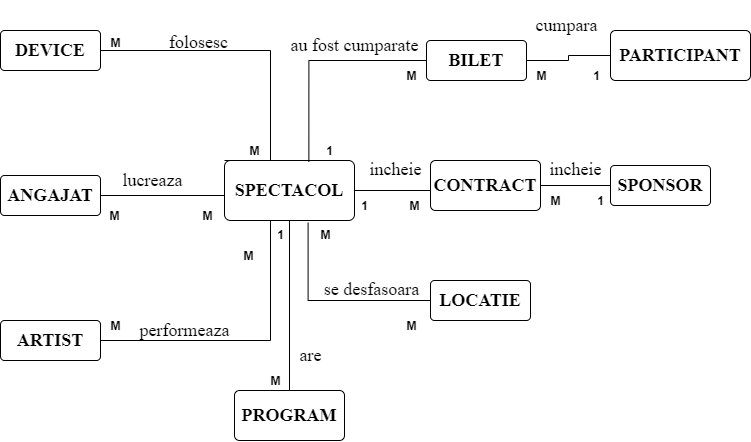 cumpara
DEVICE
M
folosesc
au fost cumparate
BILET
PARTICIPANT
M
M
1
M
1
lucreaza
incheie
incheie
ANGAJAT
SPECTACOL
CONTRACT
SPONSOR
M
M
1
M
M
1
1
M
M
se desfasoara
LOCATIE
M
M
performeaza
ARTIST
are
M
PROGRAM